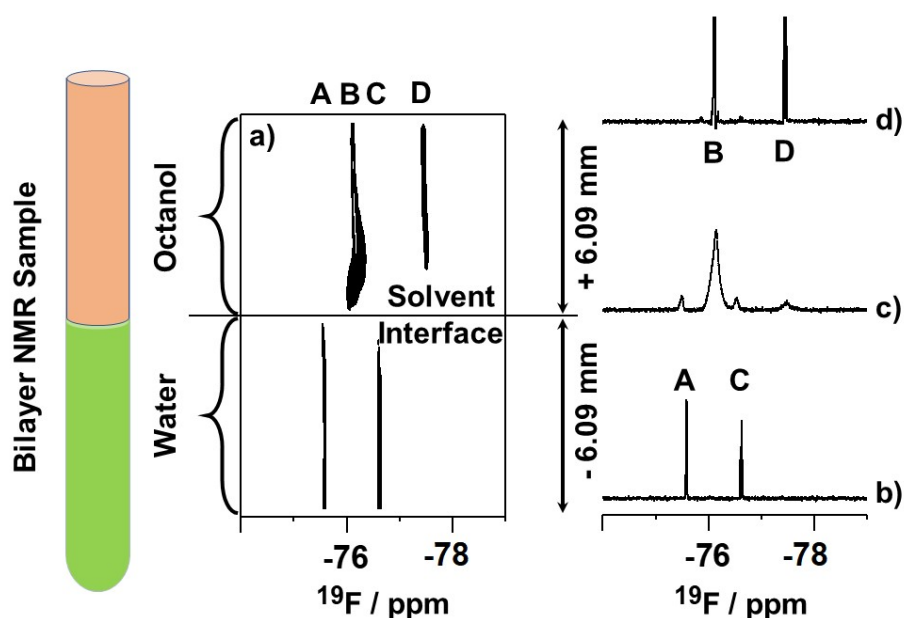 Bilayer NMR Sample
Octanol
Water
A B C D
a)
Solvent
Interface
-76 -78
¹⁹F / ppm
+ 6.09 mm
- 6.09 mm
d)
B D
c)
A C
b)
-76 -78
¹⁹F / ppm